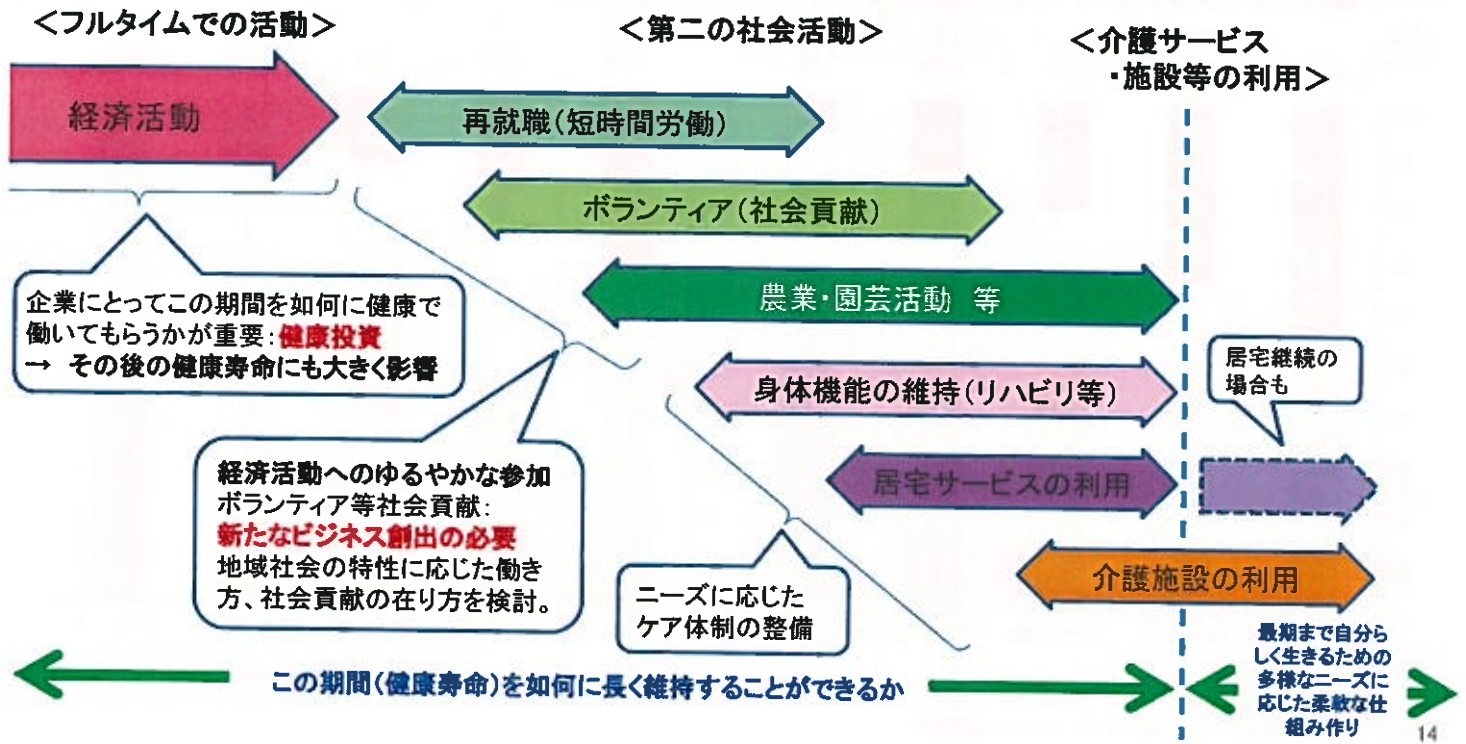 <フルタイムでの活動>
<第二の社会活動>
<介護サービス
・施設等の利用>
経済活動
再就職(短時間労働)
ボランティア(社会貢献)
農業・園芸活動 等
身体機能の維持(リハビリ等)
居宅サービスの利用
介護施設の利用
企業にとってこの期間を如何に健康で
働いてもらうかが重要:健康投資
→ その後の健康寿命にも大きく影響
経済活動へのゆるやかな参加
ボランティア等社会貢献:
新たなビジネス創出の必要
地域社会の特性に応じた働き
方、社会貢献の在り方を検討。
ニーズに応じた
ケア体制の整備
居宅継続の
場合も
この期間(健康寿命)を如何に長く維持することができるか
最期まで自分ら
しく生きるための
多様なニーズに
応じた柔軟な仕
組み作り
14